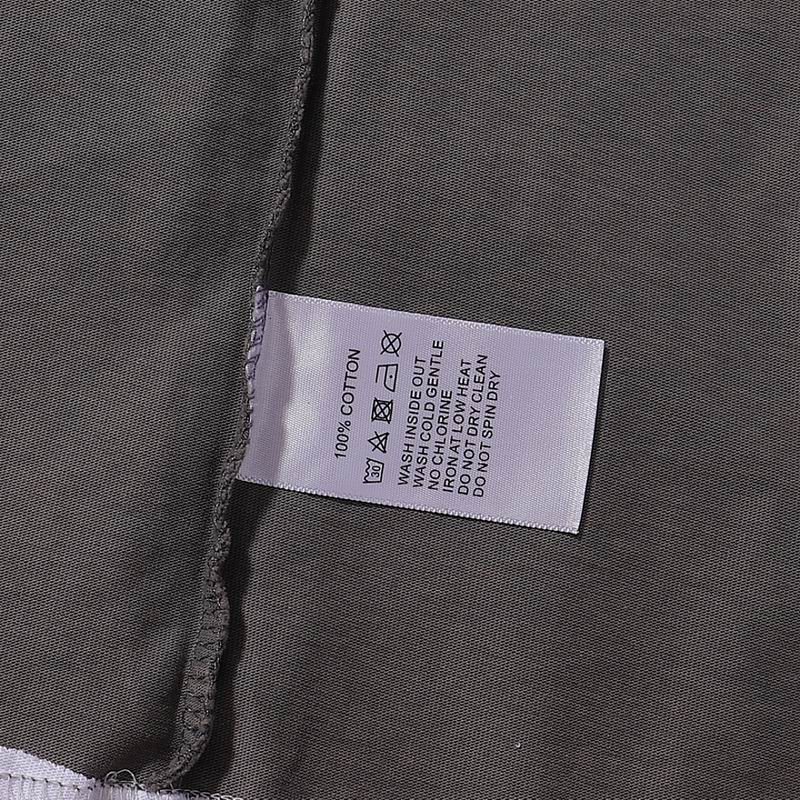 100% COTTON
30
WASH INSIDE OUT
WASH COLD GENTLE
NO CHLORINE
IRON AT LOW HEAT
DO NOT DRY CLEAN
DO NOT SPIN DRY